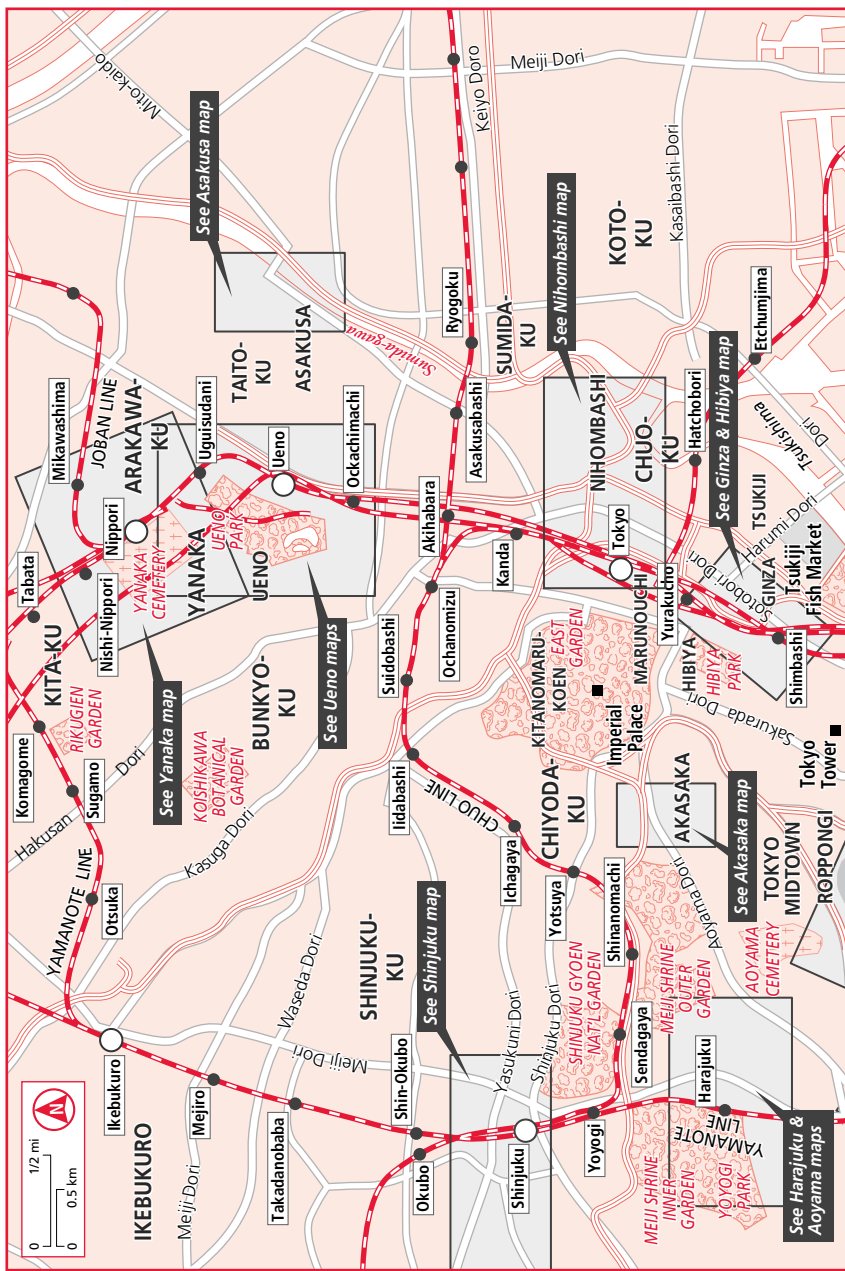 0 1/2 mi
0 0.5 km
N
IKEBUKURO
Meiji Dori
Ikebukuro
Mejiro
Takadanobaba
Shin-Okubo
Okubo
Shinjuku
Yoyogi
Meiji Dori
Waseda Dori
SHINJUKU-
KU
See Shinjuku map
Yasukuni Dori
Shinjuku Dori
SHINJUKU GYOEN
NAT'L GARDEN
Sendagaya
Shinanomachi
MEIJI SHRINE
INNER
GARDEN
YOYOGI
PARK
YAMANOTE
LINE
Harajuku
See Harajuku &
Aoyama maps
MEIJI SHRINE
OUTER
GARDEN
AOYAMA
CEMETERY
Aoyama Dori
YAMANOTE LINE
Otsuka
Sugamo
Komagome
Hakusan
Dori
RIKUGIEN
GARDEN
KITA-KU
Tabata
Nishi-Nippori
Nippori
See Yanaka map
KOISHIKAWA
BOTANICAL
GARDEN
Kasuga-Dori
BUNKYO-
KU
See Ueno maps
YANAKA
CEMETERY
YANAKA
UENO
PARK
UENO
Suidobashi
Iidabashi
CHUO LINE
Ichagaya
Yotsuya
CHIYODA-
KU
Ochanomizu
Akihabara
Kanda
KITANOMARU-
KOEN
EAST
GARDEN
Imperial
Palace
MARUNOUCHI
AKASAKA
See Akasaka map
TOKYO
MIDTOWN
ROPPONGI
Tokyo
Tower
Sakurada Dori
HIBIYA
HIBIYA
PARK
Yurakucho
Shimbashi
Mikawashima
JOBAN LINE
ARAKAWA-
KU
Uguisudani
Ueno
Ockachimachi
TAITO-
KU
ASAKUSA
See Asakusa map
Mito-kaido
Sumida-gawa
Asakusabashi
Ryogoku
SUMIDA-
KU
Keiyo Doro
Meiji Dori
See Nihombashi map
NIHOMBASHI
CHUO-
KU
Tokyo
KOTO-
KU
Kasaibashi Dori
Hatchobori
Etchumjima
See Ginza & Hibiya map
Sotobori Dori
GINZA
TSUKIJI
Harumi Dori
Tsukiji
Fish Market
Tsukishima
Dori